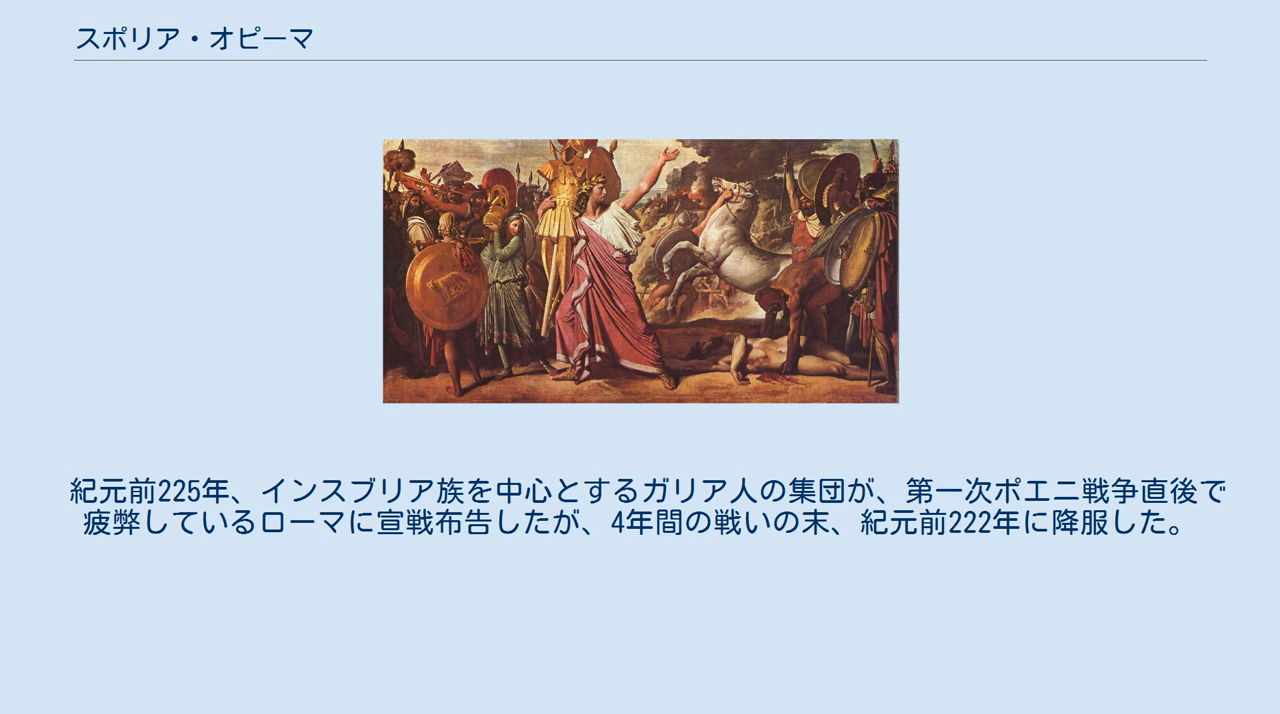 スポリア・オピーマ
紀元前225年、インスブリア族を中心とするガリア人の集団が、第一次ポエニ戦争直後で
疲弊しているローマに宣戦布告したが、4年間の戦いの末、紀元前222年に降服した。